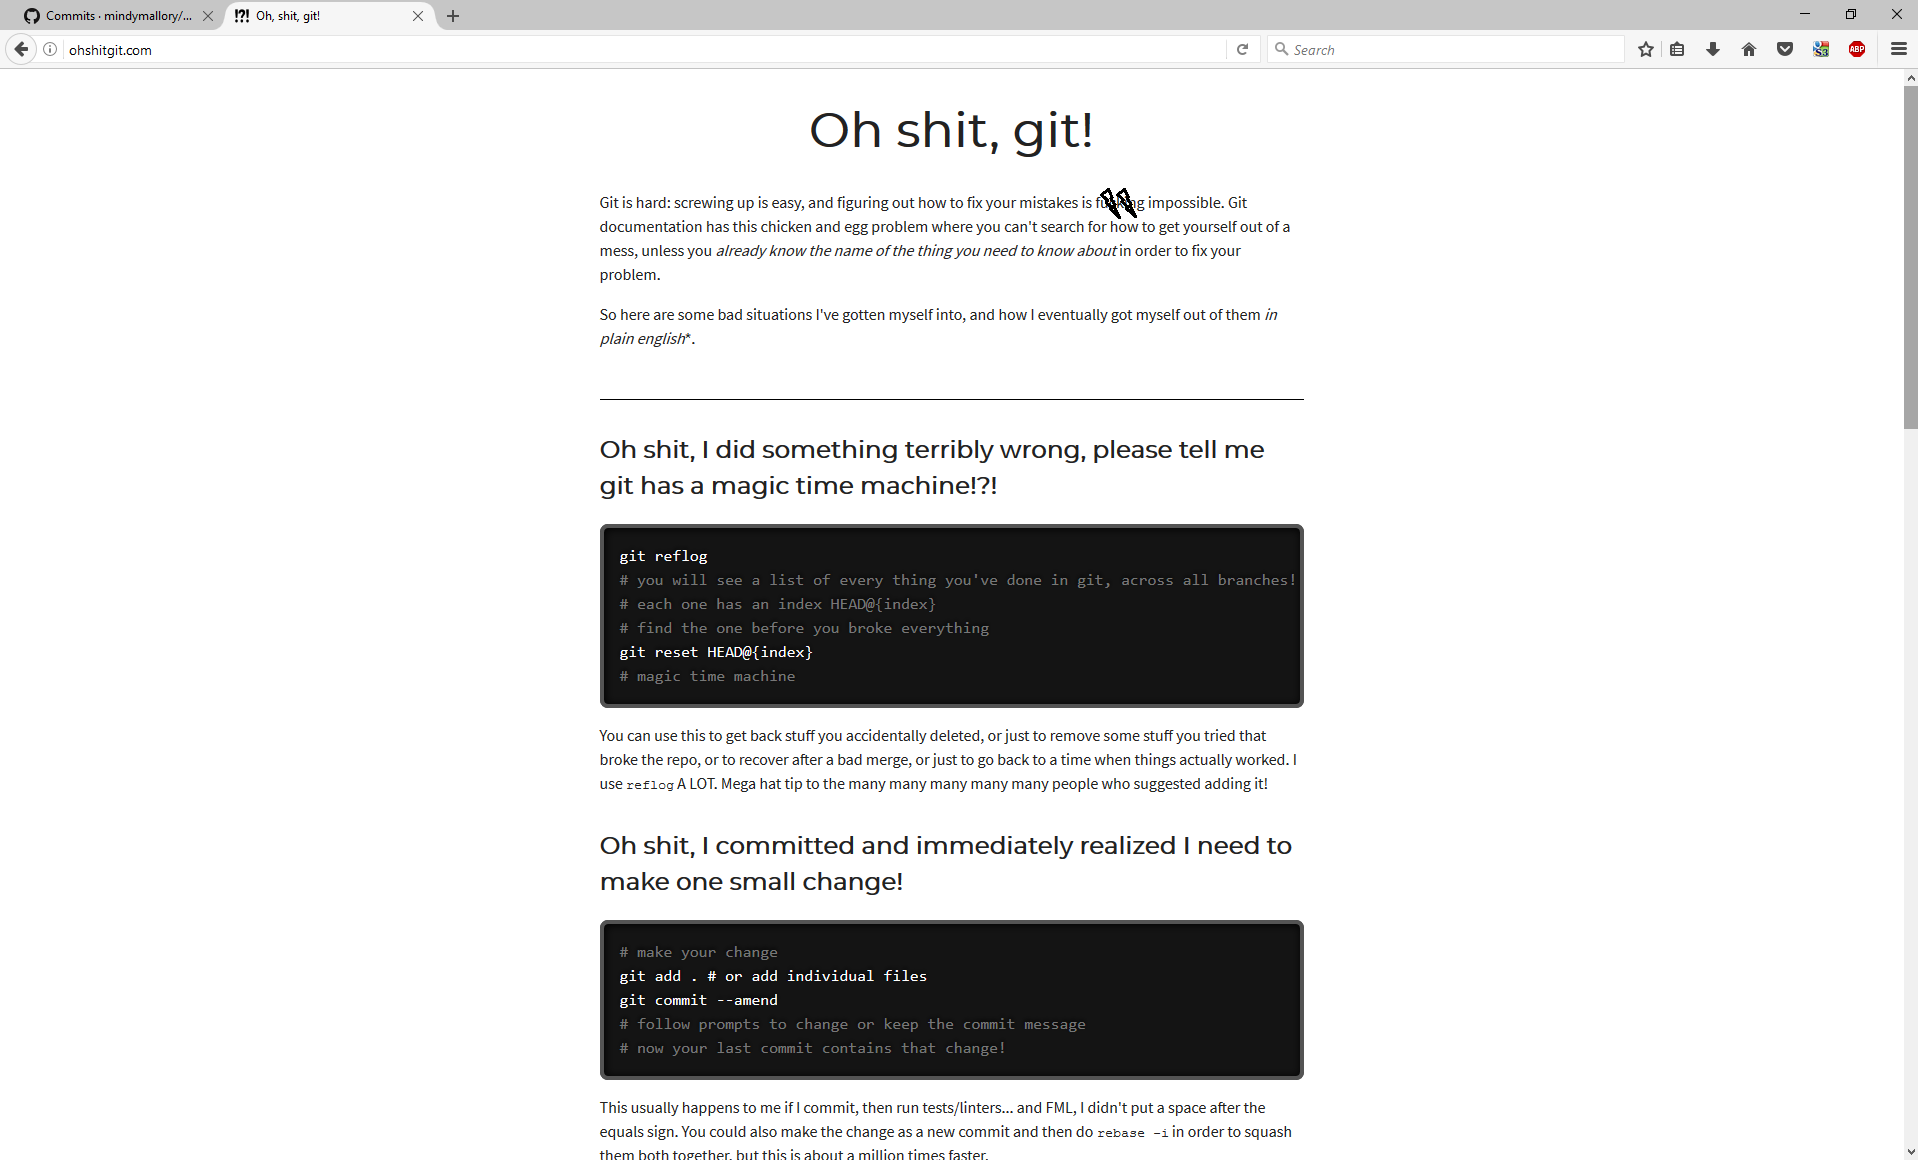 Commits · mindymallory/...
!?! Oh, shit, git!
ohshitgit.com
Search
S3
ABP
Oh shit, git!
Git is hard: screwing up is easy, and figuring out how to fix your mistakes is impossible. Git
documentation has this chicken and egg problem where you can't search for how to get yourself out of a
mess, unless you already know the name of the thing you need to know about in order to fix your
problem.
So here are some bad situations I've gotten myself into, and how I eventually got myself out of them in
plain english*.
Oh shit, I did something terribly wrong, please tell me
git has a magic time machine!?!
git reflog
# you will see a list of every thing you've done in git, across all branches!
# each one has an index HEAD@{index}
# find the one before you broke everything
git reset HEAD@{index}
# magic time machine
You can use this to get back stuff you accidentally deleted, or just to remove some stuff you tried that
broke the repo, or to recover after a bad merge, or just to go back to a time when things actually worked. I
use reflog A LOT. Mega hat tip to the many many many many many people who suggested adding it!
Oh shit, I committed and immediately realized I need to
make one small change!
# make your change
git add . # or add individual files
git commit --amend
# follow prompts to change or keep the commit message
# now your last commit contains that change!
This usually happens to me if I commit, then run tests/linters... and FML, I didn't put a space after the
equals sign. You could also make the change as a new commit and then do rebase -i in order to squash
them both together, but this is about a million times faster.